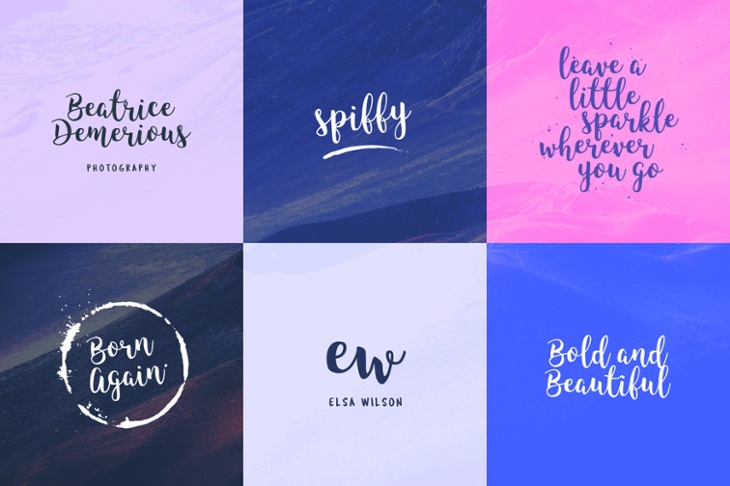 Beatrice
Demerious
PHOTOGRAPHY
spiffy
leave a
little
sparkle
wherever
you go
Born
Again
ew
ELSA WILSON
Bold and
Beautiful